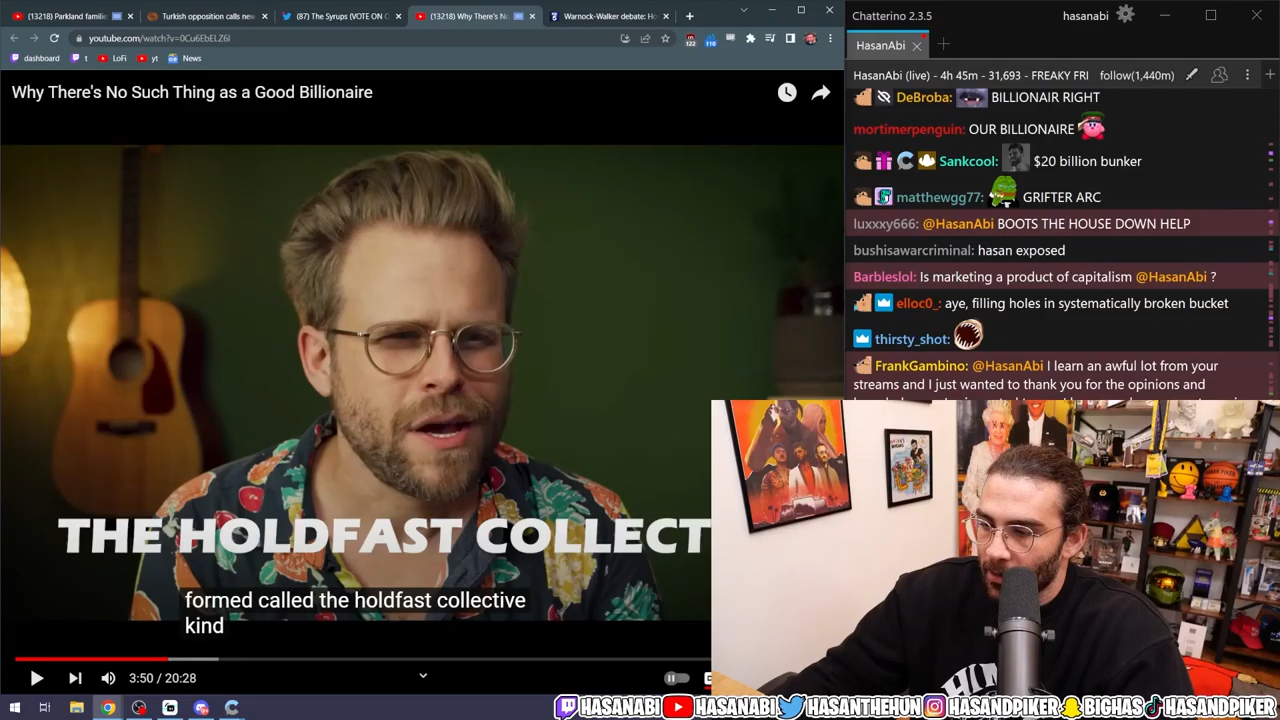 (13218) Parkland familie
Turkish opposition calls new
(87) The Syrups (VOTE ON
(13218) Why There's No
Warnock-Walker debate: Ho
youtube.com/watch?v=0Cu6EbELZ6I
dashboard
t
LoFi
yt
News
Why There's No Such Thing as a Good Billionaire
THE HOLDFAST COLLECT
formed called the holdfast collective
kind
3:50 / 20:28
Chatterino 2.3.5
hasanabi
HasanAbi
HasanAbi (live) - 4h 45m - 31,693 - FREAKY FRI
follow(1,440m)
DeBroba: BILLIONAIR RIGHT
mortimerpenguin: OUR BILLIONAIRE
Sankcool: $20 billion bunker
matthewgg77: GRIFTER ARC
luxxxy666: @HasanAbi BOOTS THE HOUSE DOWN HELP
bushisawarcriminal: hasan exposed
Barbleslol: Is marketing a product of capitalism @HasanAbi ?
elloc0_: aye, filling holes in systematically broken bucket
thirsty_shot:
FrankGambino: @HasanAbi I learn an awful lot from your
streams and I just wanted to thank you for the opinions and
HASANABI
HASANABI
HASANTHEHUN
HASANDPIKER
BIGHAS
HASANDPIKER